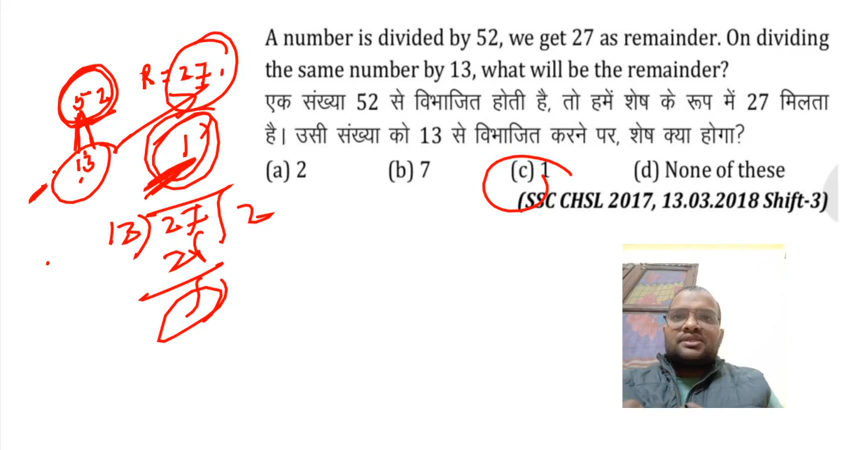 A number is divided by 52, we get 27 as remainder. On dividing
the same number by 13, what will be the remainder?
एक संख्या 52 से विभाजित होती है, तो हमें शेष के रूप में 27 मिलता
है। उसी संख्या को 13 से विभाजित करने पर, शेष क्या होगा?
(a) 2 (b) 7 (c) 1 (d) None of these
(SSC CHSL 2017, 13.03.2018 Shift-3)
R = 27
52
13
1
13) 27 ( 2
26
1